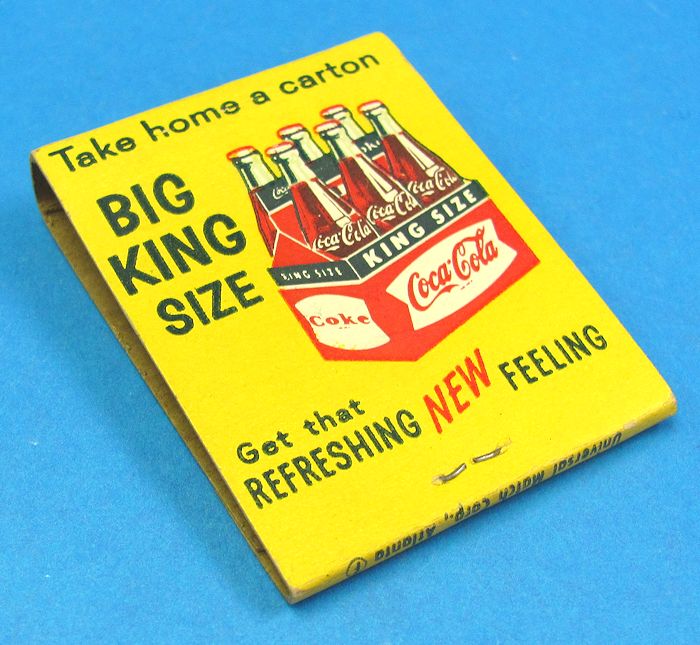 Take home a carton
BIG
KING
SIZE
Coca-Cola Coca-Cola Coca-Cola
KING SIZE
KING SIZE
Coke
Coca-Cola
Get that
REFRESHING NEW FEELING
Universal Match Corp., Atlanta